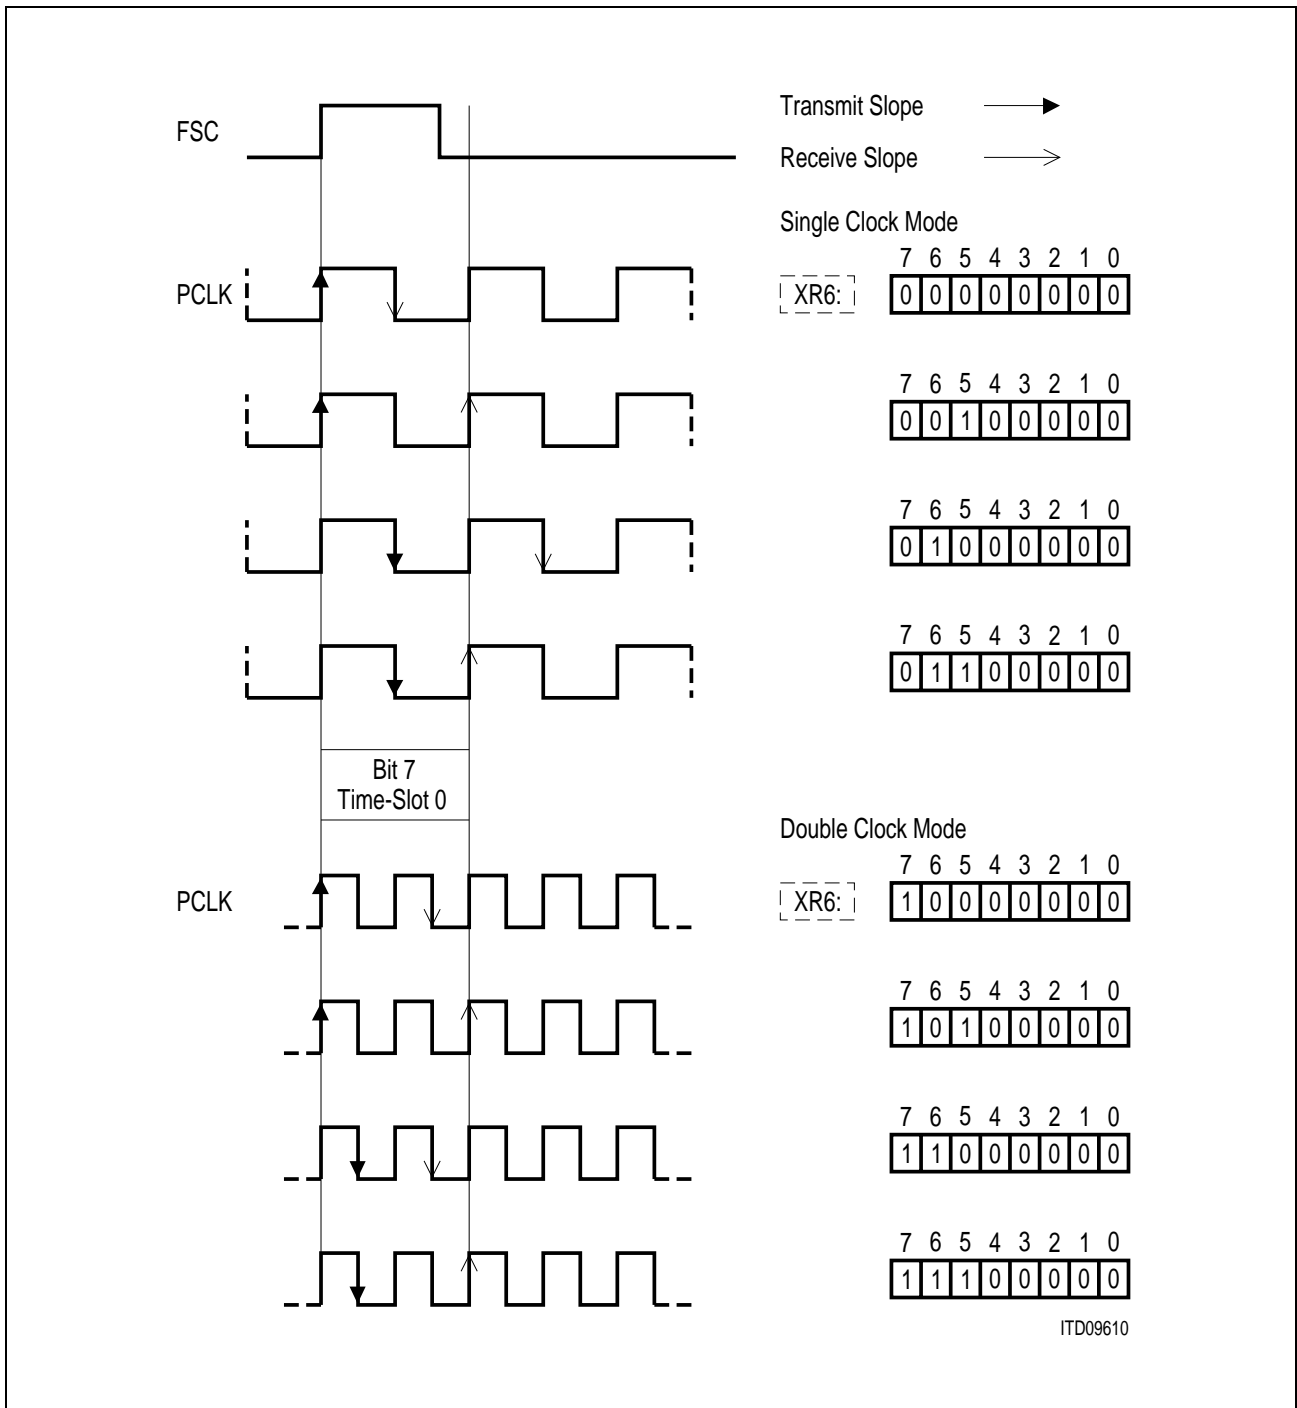 FSC
Transmit Slope
Receive Slope
Single Clock Mode
7 6 5 4 3 2 1 0
PCLK
XR6:
0 0 0 0 0 0 0 0
7 6 5 4 3 2 1 0
0 0 1 0 0 0 0 0
7 6 5 4 3 2 1 0
0 1 0 0 0 0 0 0
7 6 5 4 3 2 1 0
0 1 1 0 0 0 0 0
Bit 7
Time-Slot 0
Double Clock Mode
7 6 5 4 3 2 1 0
PCLK
XR6:
1 0 0 0 0 0 0 0
7 6 5 4 3 2 1 0
1 0 1 0 0 0 0 0
7 6 5 4 3 2 1 0
1 1 0 0 0 0 0 0
7 6 5 4 3 2 1 0
1 1 1 0 0 0 0 0
ITD09610